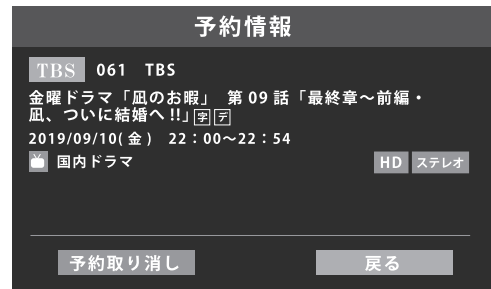 予約情報
TBS 061 TBS
金曜ドラマ「凪のお暇」 第09話「最終章～前編・
凪、ついに結婚へ!!」字デ
2019/09/10(金) 22：00～22：54
国内ドラマ HD ステレオ
予約取り消し 戻る